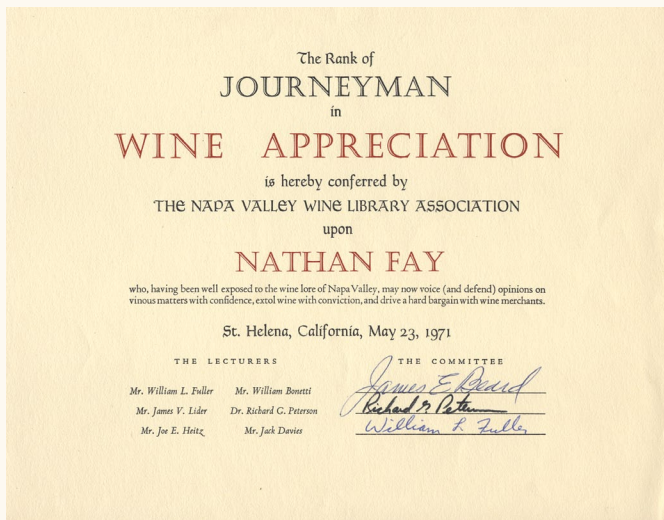 The Rank of
JOURNEYMAN
in
WINE APPRECIATION
is hereby conferred by
THE NAPA VALLEY WINE LIBRARY ASSOCIATION
upon
NATHAN FAY
who, having been well exposed to the wine lore of Napa Valley, may now voice (and defend) opinions on
vinous matters with confidence, extol wine with conviction, and drive a hard bargain with wine merchants.
St. Helena, California, May 23, 1971
THE LECTURERS
Mr. William L. Fuller Mr. William Bonetti
Mr. James V. Lider Dr. Richard G. Peterson
Mr. Joe E. Heitz Mr. Jack Davies
THE COMMITTEE
James E Beard
Richard G Peterson
William L Fuller